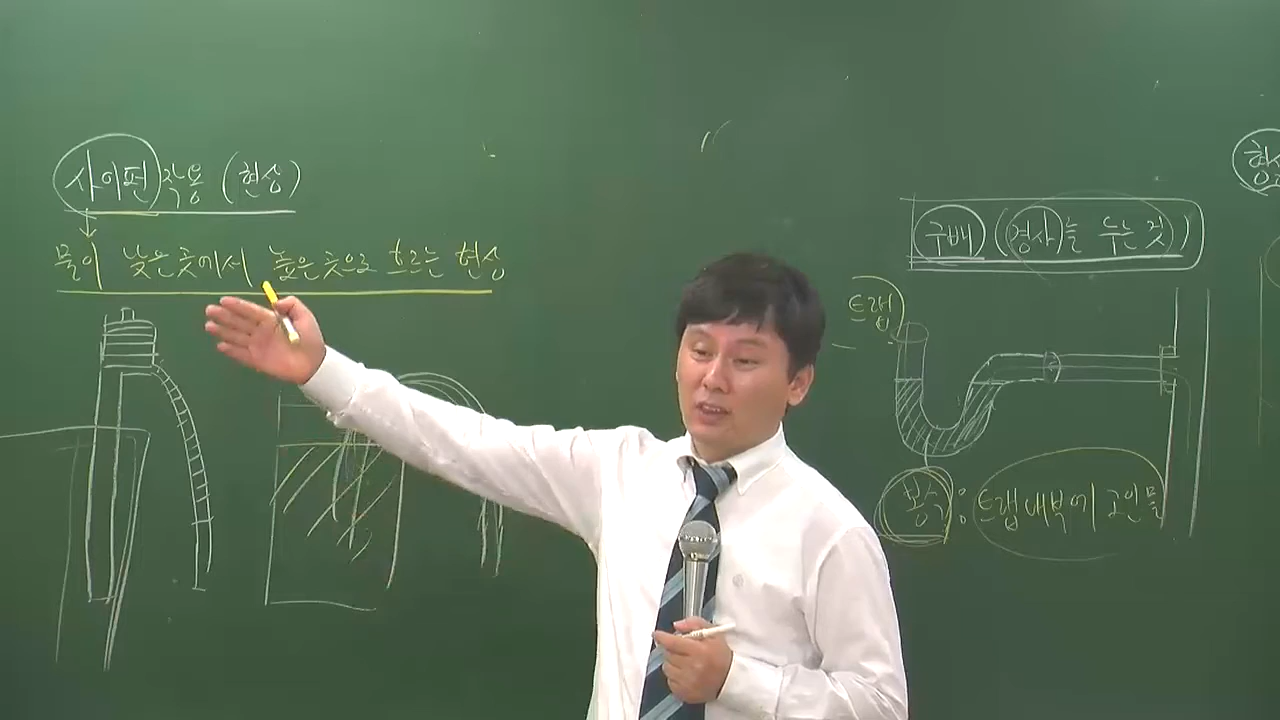 사이펀 작용 (현상)
물이 낮은곳에서 높은곳으로 흐르는 현상
구배 (경사를 두는 것)
트랩
봉수 : 트랩내부에 고인물